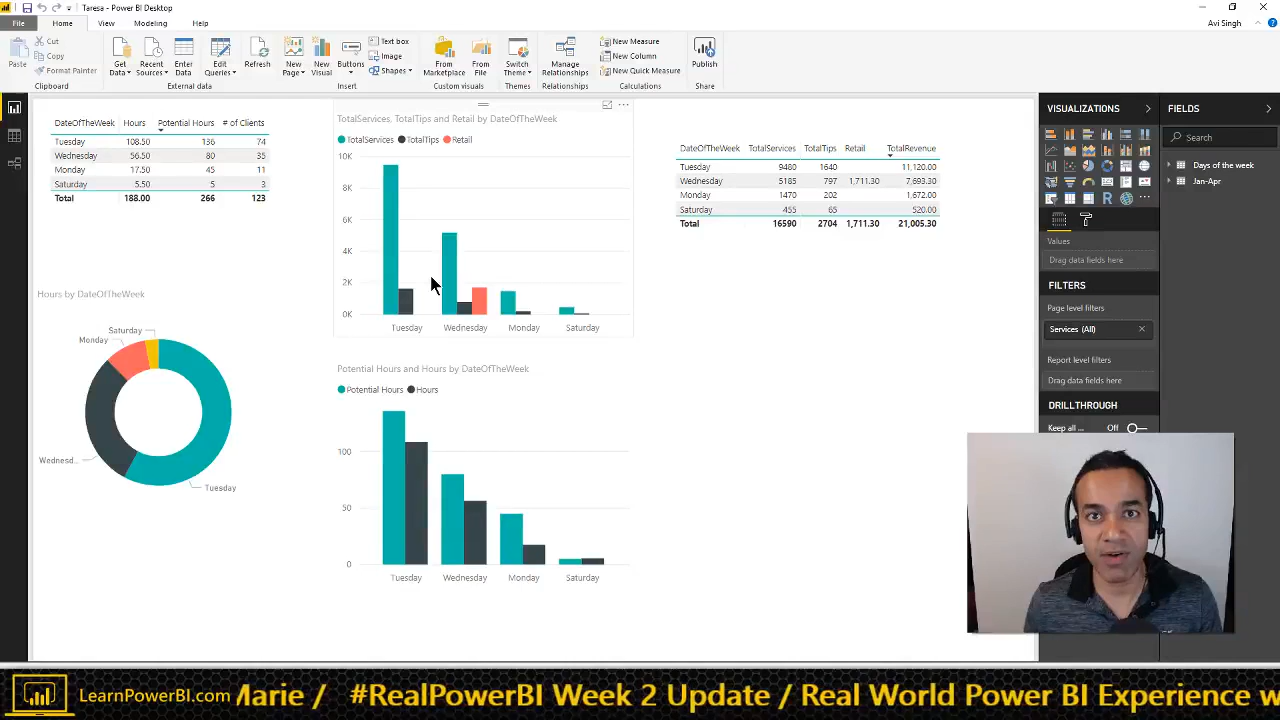 Taresa - Power BI Desktop
File
Home
View
Modeling
Help
Avi Singh
Paste
Cut
Copy
Format Painter
Clipboard
Get Data
Recent Sources
Enter Data
Edit Queries
Refresh
External data
New Page
New Visual
Buttons
Text box
Image
Shapes
Insert
From Marketplace
From File
Custom visuals
Switch Theme
Themes
Manage Relationships
Relationships
New Measure
New Column
New Quick Measure
Calculations
Publish
Share
DateOfTheWeek Hours Potential Hours # of Clients
Tuesday 108.50 136 74
Wednesday 56.50 80 35
Monday 17.50 45 11
Saturday 5.50 5 3
Total 188.00 266 123
TotalServices, TotalTips and Retail by DateOfTheWeek
TotalServices TotalTips Retail
10K
8K
6K
4K
2K
0K
Tuesday Wednesday Monday Saturday
DateOfTheWeek TotalServices TotalTips Retail TotalRevenue
Tuesday 9480 1640 11,120.00
Wednesday 5185 797 1,711.30 7,693.30
Monday 1470 202 1,672.00
Saturday 455 65 520.00
Total 16590 2704 1,711.30 21,005.30
Hours by DateOfTheWeek
Saturday
Monday
Wednesd..
Tuesday
Potential Hours and Hours by DateOfTheWeek
Potential Hours Hours
100
50
0
Tuesday Wednesday Monday Saturday
VISUALIZATIONS
Values
Drag data fields here
FILTERS
Page level filters
Services (All)
Report level filters
Drag data fields here
DRILLTHROUGH
Keep all ... Off
FIELDS
Search
Days of the week
Jan-Apr
LearnPowerBI.com
Marie / #RealPowerBI Week 2 Update / Real World Power BI Experience w